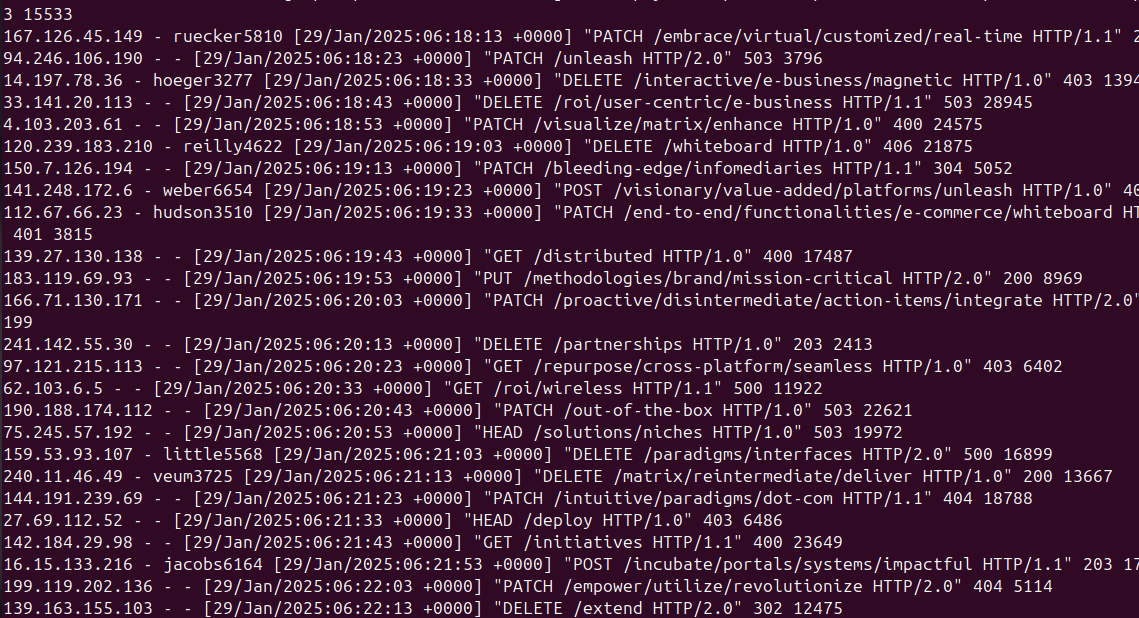 3 15533
167.126.45.149 - ruecker5810 [29/Jan/2025:06:18:13 +0000] "PATCH /embrace/virtual/customized/real-time HTTP/1.1" 2
94.246.106.190 - - [29/Jan/2025:06:18:23 +0000] "PATCH /unleash HTTP/2.0" 503 3796
14.197.78.36 - hoeger3277 [29/Jan/2025:06:18:33 +0000] "DELETE /interactive/e-business/magnetic HTTP/1.0" 403 1394
33.141.20.113 - - [29/Jan/2025:06:18:43 +0000] "DELETE /roi/user-centric/e-business HTTP/1.1" 503 28945
4.103.203.61 - - [29/Jan/2025:06:18:53 +0000] "PATCH /visualize/matrix/enhance HTTP/1.0" 400 24575
120.239.183.210 - reilly4622 [29/Jan/2025:06:19:03 +0000] "DELETE /whiteboard HTTP/1.0" 406 21875
150.7.126.194 - - [29/Jan/2025:06:19:13 +0000] "PATCH /bleeding-edge/infomediaries HTTP/1.1" 304 5052
141.248.172.6 - weber6654 [29/Jan/2025:06:19:23 +0000] "POST /visionary/value-added/platforms/unleash HTTP/1.0" 40
112.67.66.23 - hudson3510 [29/Jan/2025:06:19:33 +0000] "PATCH /end-to-end/functionalities/e-commerce/whiteboard HT
401 3815
139.27.130.138 - - [29/Jan/2025:06:19:43 +0000] "GET /distributed HTTP/1.0" 400 17487
183.119.69.93 - - [29/Jan/2025:06:19:53 +0000] "PUT /methodologies/brand/mission-critical HTTP/2.0" 200 8969
166.71.130.171 - - [29/Jan/2025:06:20:03 +0000] "PATCH /proactive/disintermediate/action-items/integrate HTTP/2.0"
199
241.142.55.30 - - [29/Jan/2025:06:20:13 +0000] "DELETE /partnerships HTTP/1.0" 203 2413
97.121.215.113 - - [29/Jan/2025:06:20:23 +0000] "GET /repurpose/cross-platform/seamless HTTP/1.0" 403 6402
62.103.6.5 - - [29/Jan/2025:06:20:33 +0000] "GET /roi/wireless HTTP/1.1" 500 11922
190.188.174.112 - - [29/Jan/2025:06:20:43 +0000] "PATCH /out-of-the-box HTTP/1.0" 503 22621
75.245.57.192 - - [29/Jan/2025:06:20:53 +0000] "HEAD /solutions/niches HTTP/1.0" 503 19972
159.53.93.107 - little5568 [29/Jan/2025:06:21:03 +0000] "DELETE /paradigms/interfaces HTTP/2.0" 500 16899
240.11.46.49 - veum3725 [29/Jan/2025:06:21:13 +0000] "DELETE /matrix/reintermediate/deliver HTTP/1.0" 200 13667
144.191.239.69 - - [29/Jan/2025:06:21:23 +0000] "PATCH /intuitive/paradigms/dot-com HTTP/1.1" 404 18788
27.69.112.52 - - [29/Jan/2025:06:21:33 +0000] "HEAD /deploy HTTP/1.0" 403 6486
142.184.29.98 - - [29/Jan/2025:06:21:43 +0000] "GET /initiatives HTTP/1.1" 400 23649
16.15.133.216 - jacobs6164 [29/Jan/2025:06:21:53 +0000] "POST /incubate/portals/systems/impactful HTTP/1.1" 203 17
199.119.202.136 - - [29/Jan/2025:06:22:03 +0000] "PATCH /empower/utilize/revolutionize HTTP/2.0" 404 5114
139.163.155.103 - - [29/Jan/2025:06:22:13 +0000] "DELETE /extend HTTP/2.0" 302 12475